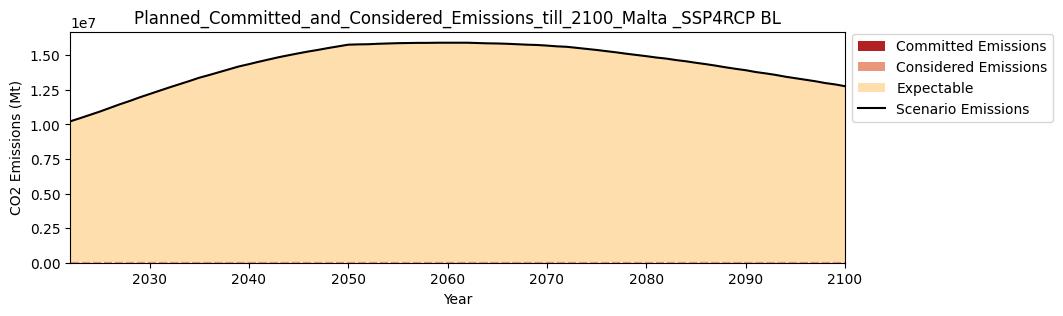 Planned_Committed_and_Considered_Emissions_till_2100_Malta _SSP4RCP BL
1e7
Committed Emissions
Considered Emissions
Expectable
Scenario Emissions
1.50
1.25
1.00
0.75
0.50
0.25
0.00
CO2 Emissions (Mt)
2030 2040 2050 2060 2070 2080 2090 2100
Year